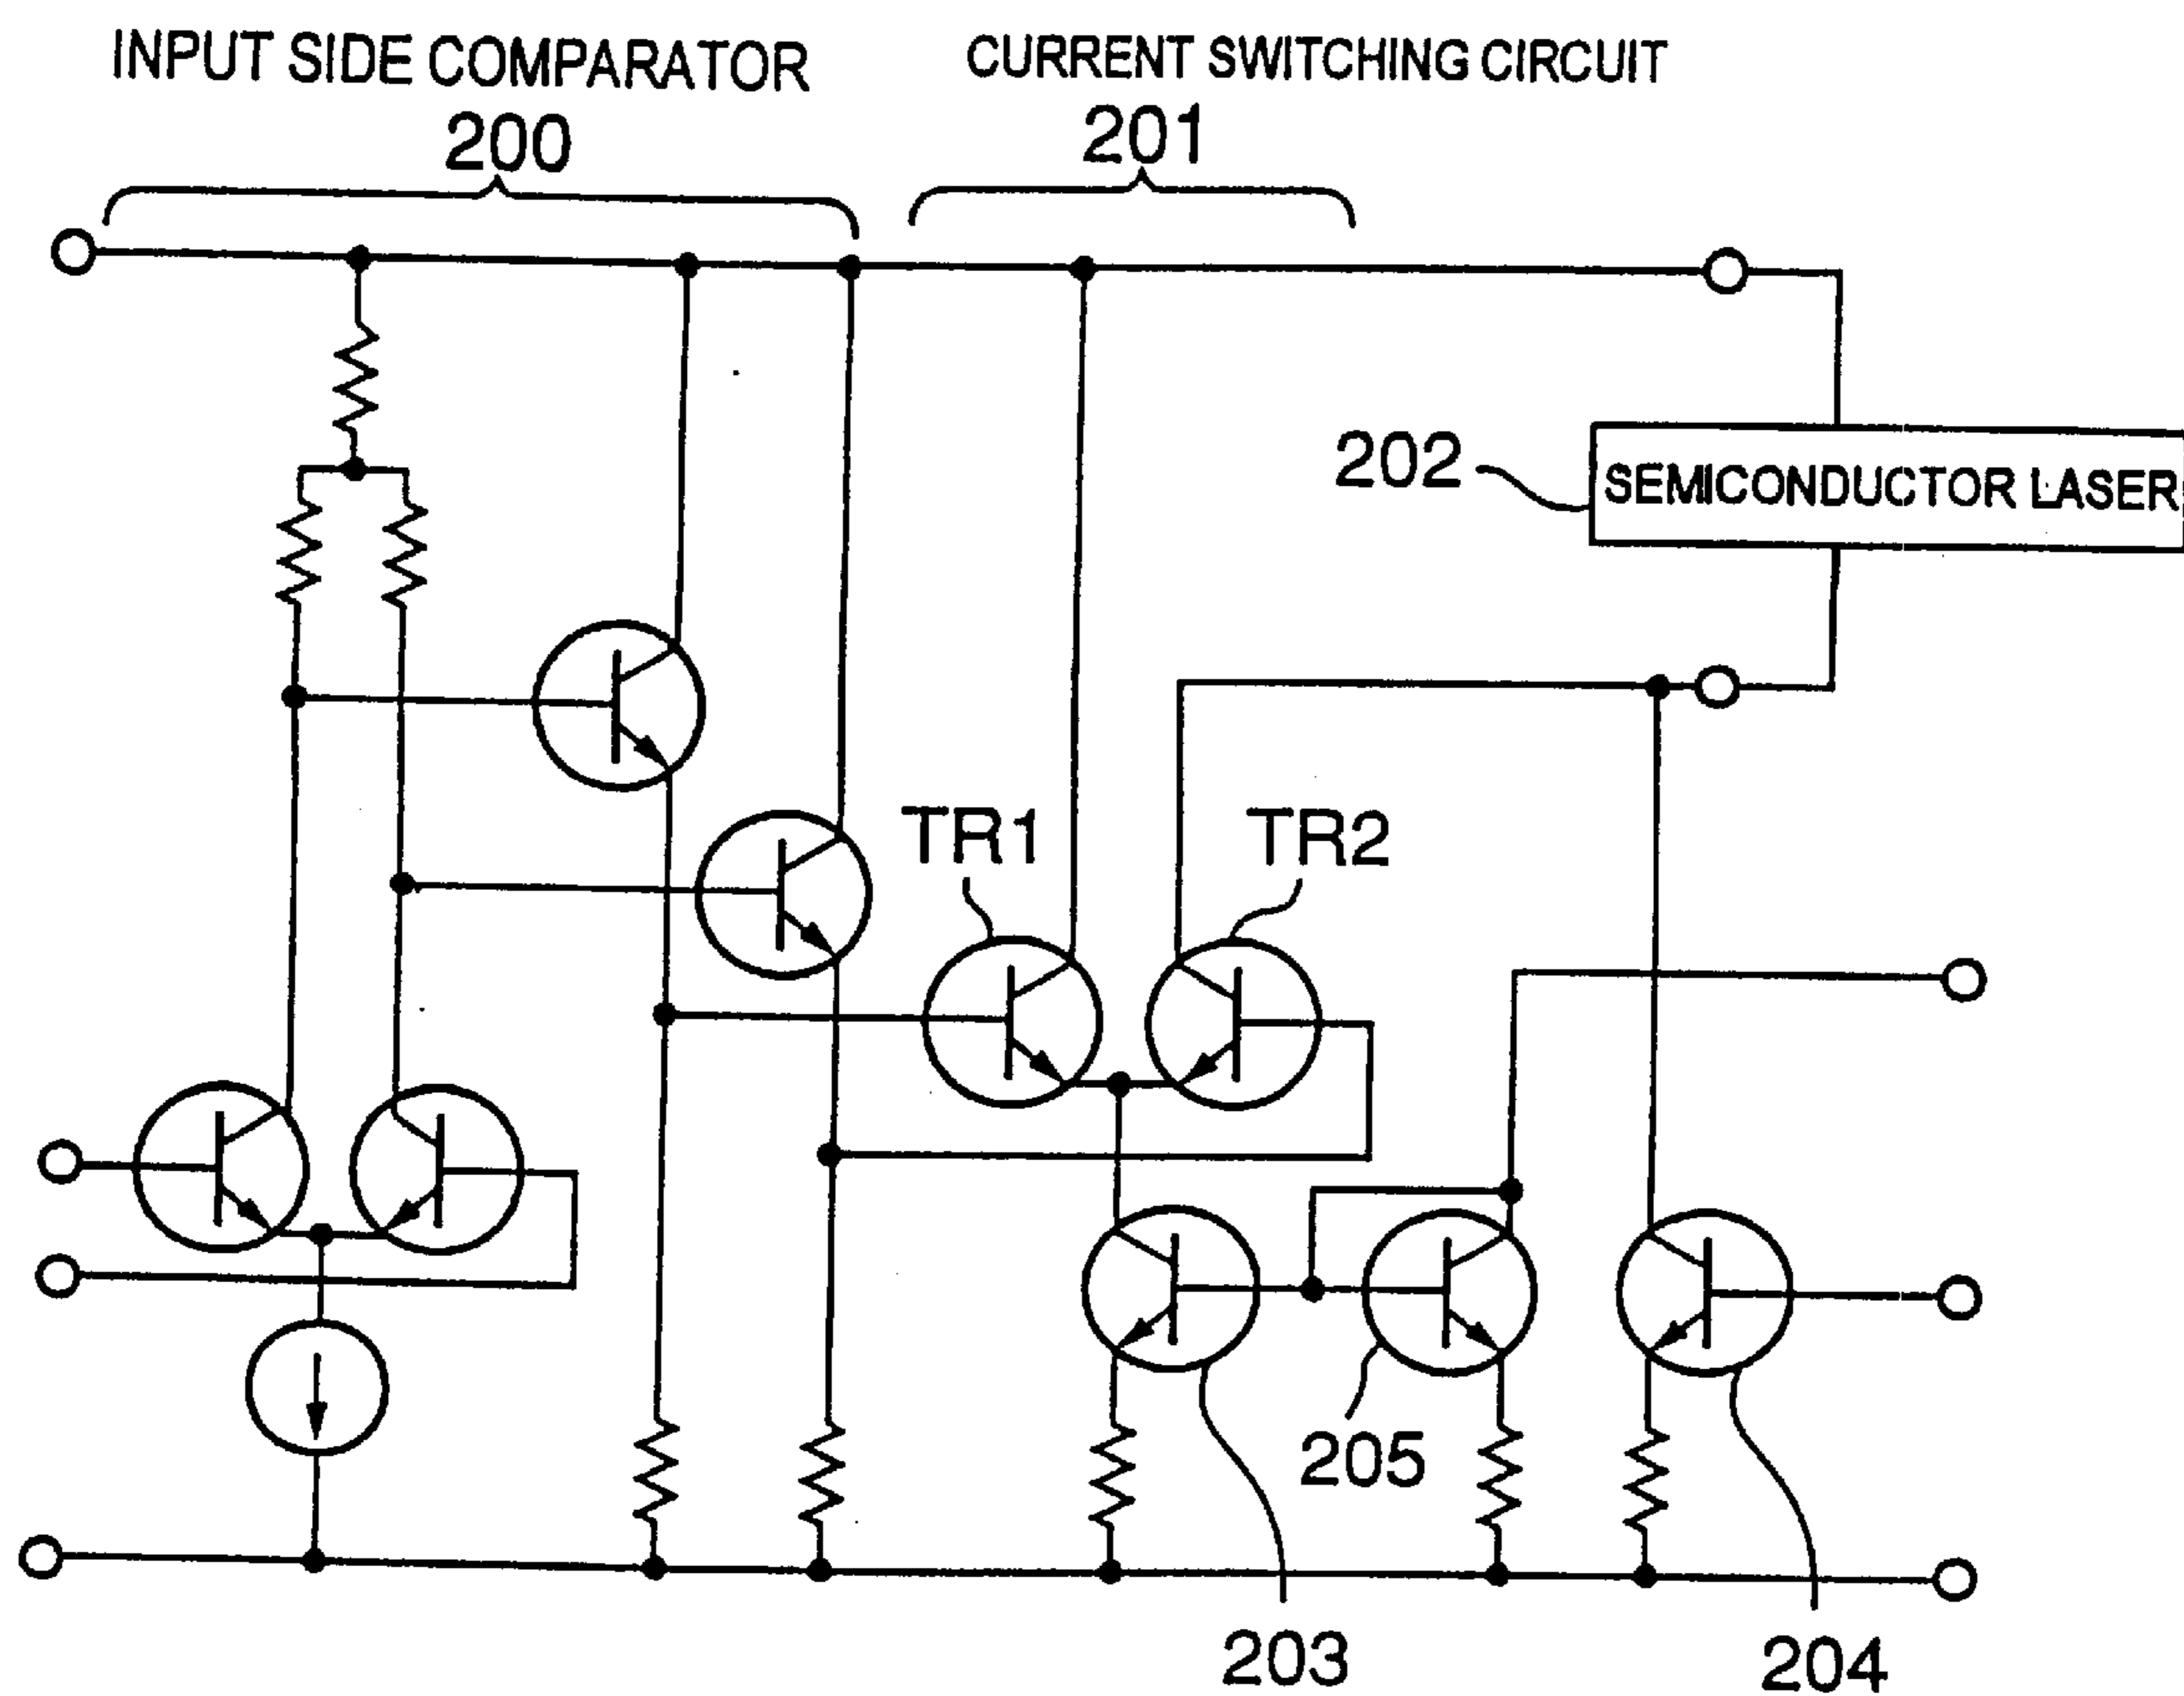 INPUT SIDE COMPARATOR
200
CURRENT SWITCHING CIRCUIT
201
202
SEMICONDUCTOR LASER
TR1
TR2
205
203
204